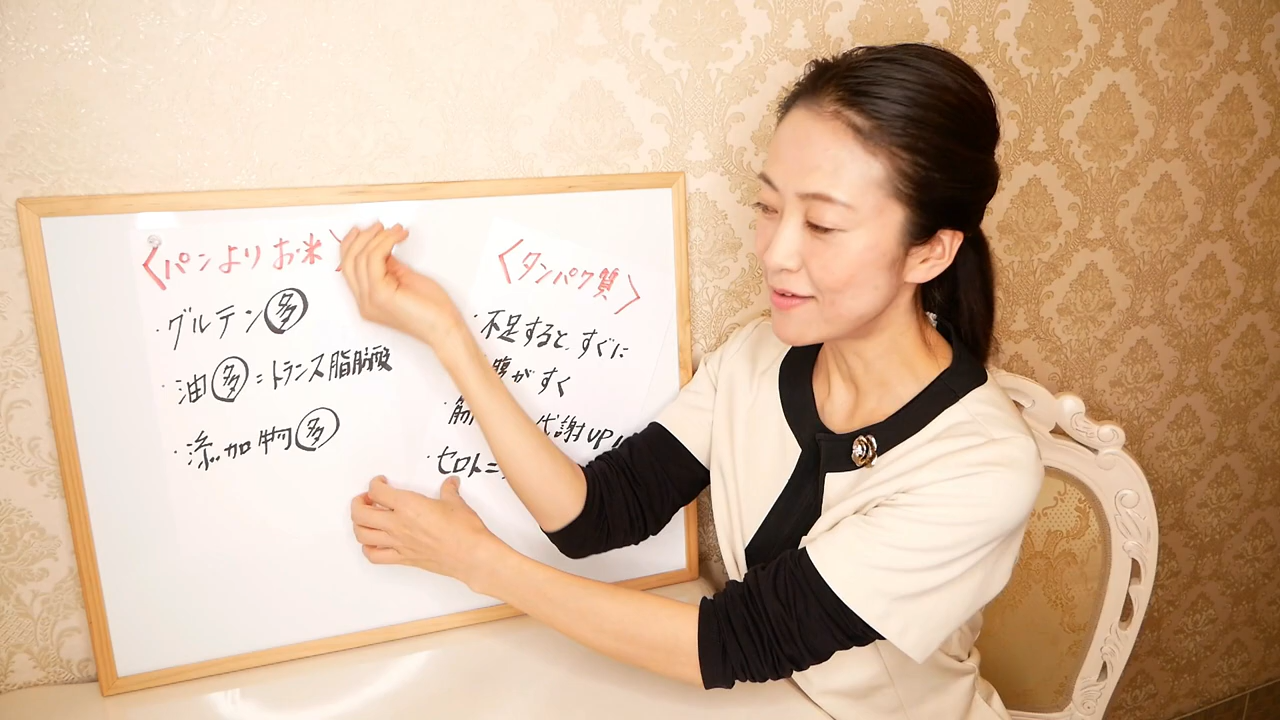 〈パンよりお米〉
・グルテン多
・油多=トランス脂肪酸
・添加物多
〈タンパク質〉
・不足すると、すぐに
腹がすく
・筋 代謝UP
・セロトニ